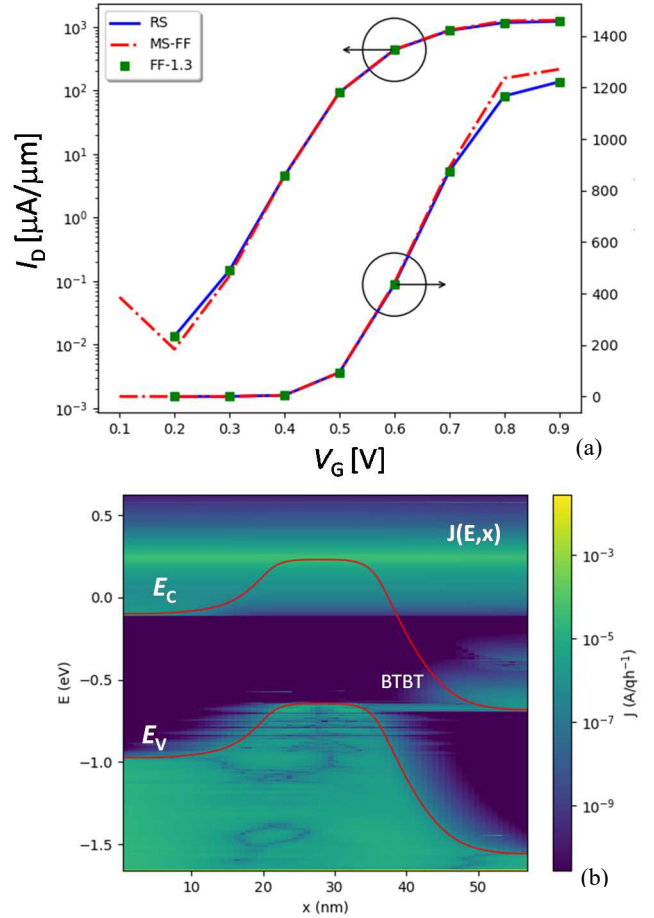 RS
MS-FF
FF-1.3
10³
10²
10¹
10⁰
10⁻¹
10⁻²
10⁻³
I_D [μA/μm]
1400
1200
1000
800
600
400
200
0
0.1 0.2 0.3 0.4 0.5 0.6 0.7 0.8 0.9
V_G [V]
(a)
J(E,x)
E_C
BTBT
E_V
0.5
0.0
−0.5
−1.0
−1.5
E (eV)
0 10 20 30 40 50
x (nm)
10⁻³
10⁻⁵
10⁻⁷
10⁻⁹
J (A/qh⁻¹)
(b)